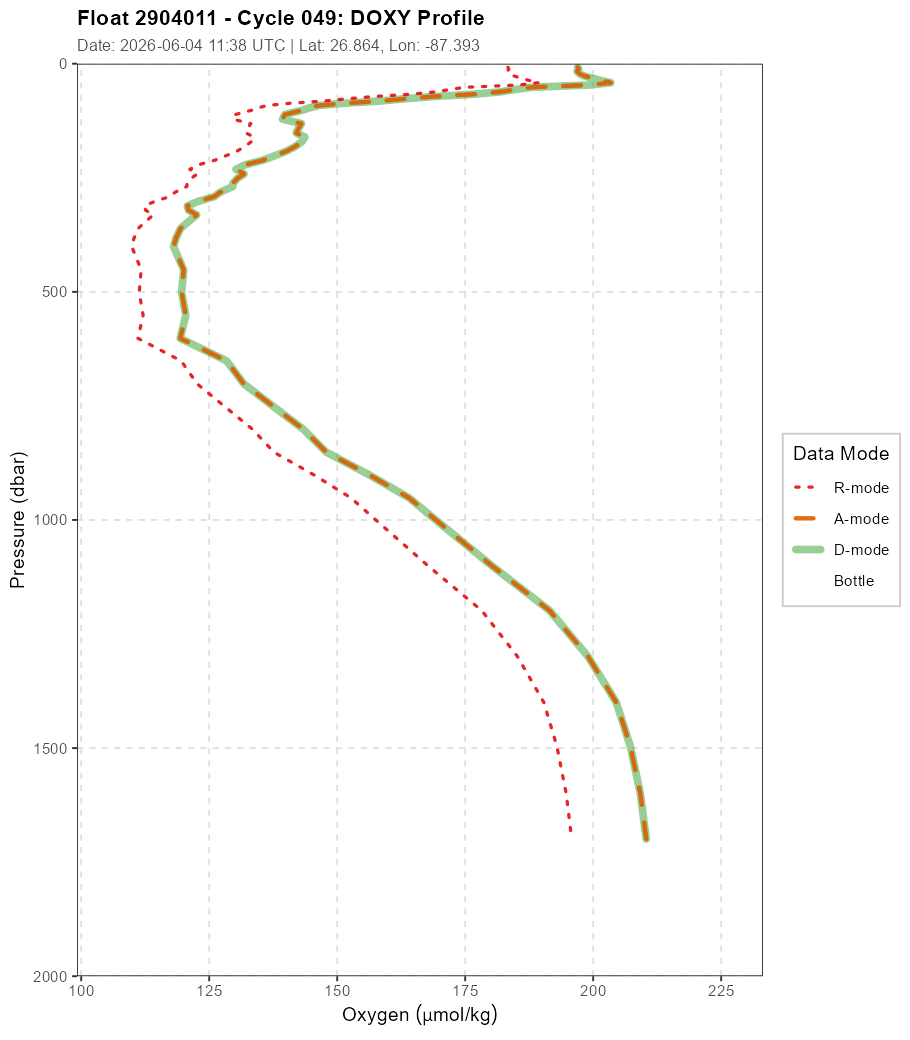 Float 2904011 - Cycle 049: DOXY Profile
Date: 2026-06-04 11:38 UTC | Lat: 26.864, Lon: -87.393
0
500
1000
1500
2000
Pressure (dbar)
100 125 150 175 200 225
Oxygen (µmol/kg)
Data Mode
R-mode
A-mode
D-mode
Bottle